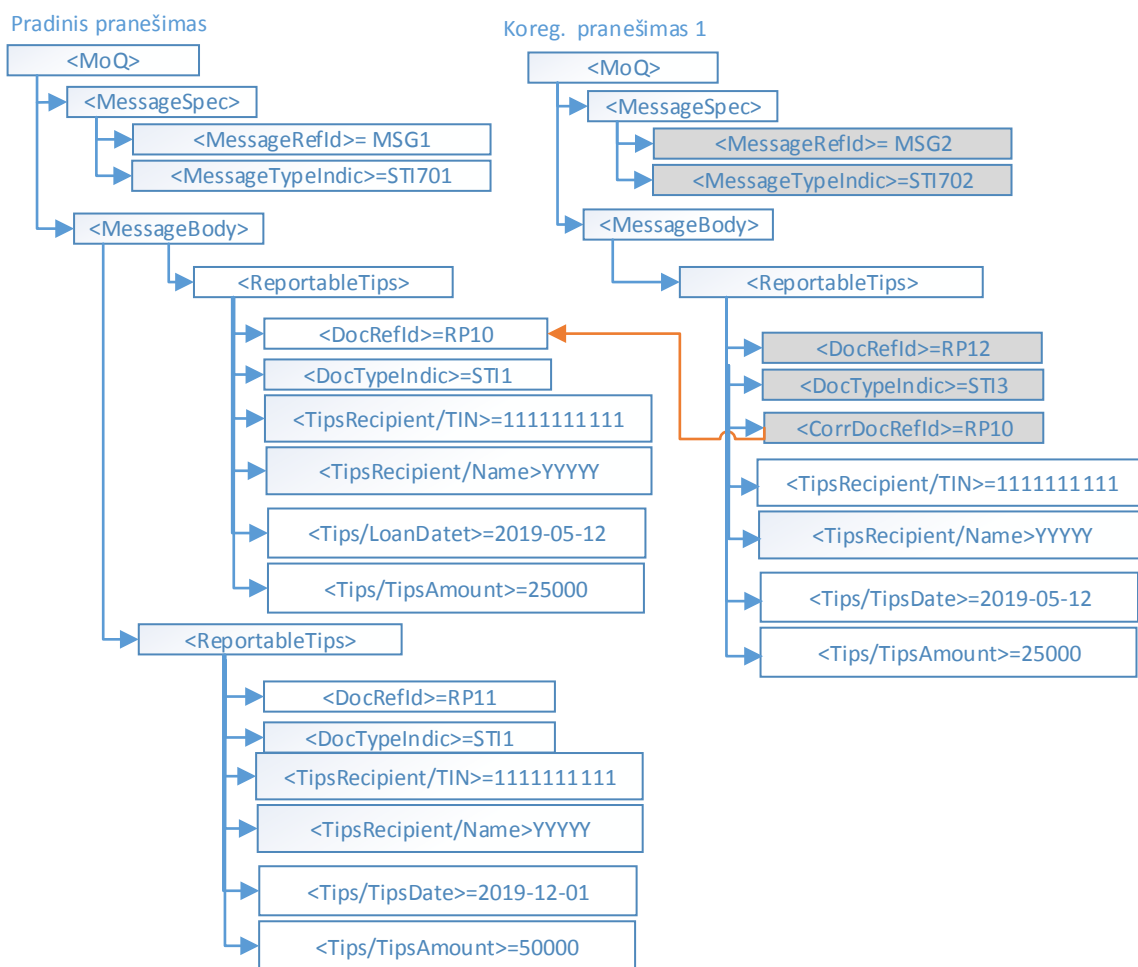 Pradinis pranešimas
<MoQ>
<MessageSpec>
<MessageRefId>= MSG1
<MessageTypeIndic>=STI701
<MessageBody>
<ReportableTips>
<DocRefId>=RP10
<DocTypeIndic>=STI1
<TipsRecipient/TIN>=1111111111
<TipsRecipient/Name>YYYYY
<Tips/LoanDatet>=2019-05-12
<Tips/TipsAmount>=25000
<ReportableTips>
<DocRefId>=RP11
<DocTypeIndic>=STI1
<TipsRecipient/TIN>=1111111111
<TipsRecipient/Name>YYYYY
<Tips/TipsDate>=2019-12-01
<Tips/TipsAmount>=50000
Koreg. pranešimas 1
<MoQ>
<MessageSpec>
<MessageRefId>= MSG2
<MessageTypeIndic>=STI702
<MessageBody>
<ReportableTips>
<DocRefId>=RP12
<DocTypeIndic>=STI3
<CorrDocRefId>=RP10
<TipsRecipient/TIN>=1111111111
<TipsRecipient/Name>YYYYY
<Tips/TipsDate>=2019-05-12
<Tips/TipsAmount>=25000